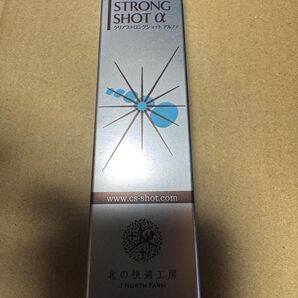 STRONG
SHOT α
クリアストロングショット アルファ
www.cs-shot.com
北の快適工房
J NORTH FARM